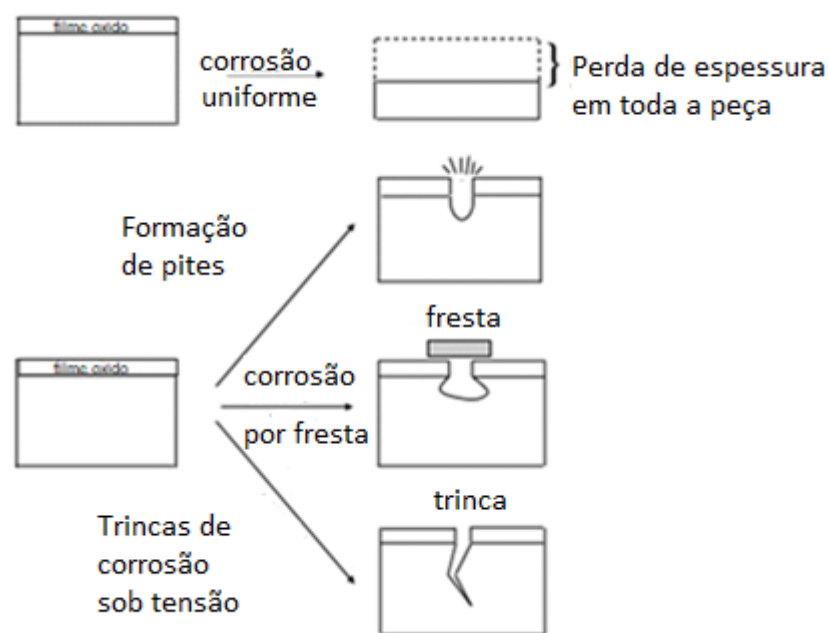 filme oxido
corrosão
uniforme
Perda de espessura
em toda a peça
Formação
de pites
fresta
filme oxido
corrosão
por fresta
trinca
Trincas de
corrosão
sob tensão